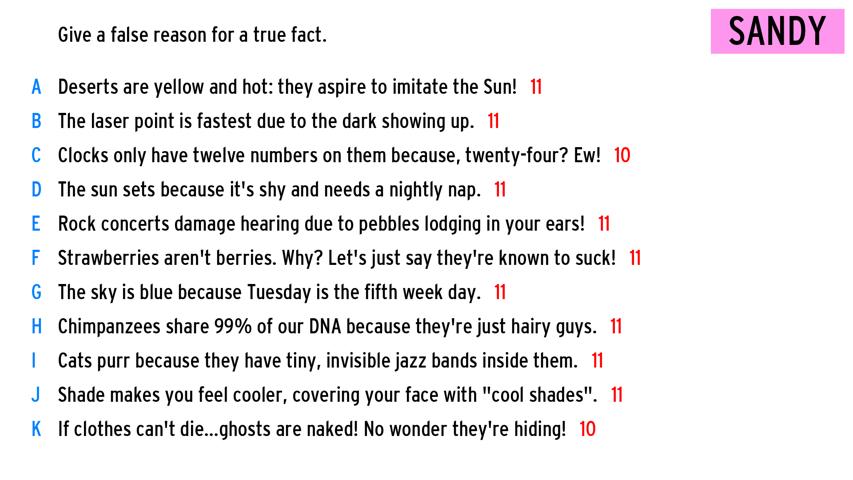 Give a false reason for a true fact.
SANDY
A Deserts are yellow and hot: they aspire to imitate the Sun! 11
B The laser point is fastest due to the dark showing up. 11
C Clocks only have twelve numbers on them because, twenty-four? Ew! 10
D The sun sets because it's shy and needs a nightly nap. 11
E Rock concerts damage hearing due to pebbles lodging in your ears! 11
F Strawberries aren't berries. Why? Let's just say they're known to suck! 11
G The sky is blue because Tuesday is the fifth week day. 11
H Chimpanzees share 99% of our DNA because they're just hairy guys. 11
I Cats purr because they have tiny, invisible jazz bands inside them. 11
J Shade makes you feel cooler, covering your face with "cool shades". 11
K If clothes can't die...ghosts are naked! No wonder they're hiding! 10